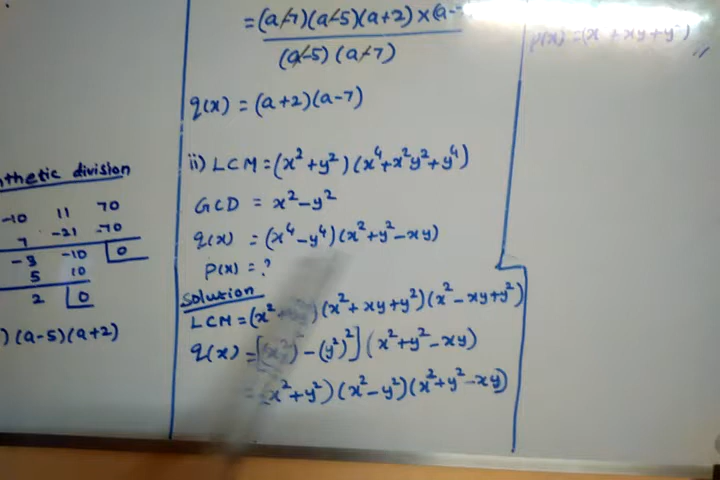 = (a-7)(a-5)(a+2) × (a-
(a-5) (a-7)
q(x) = (a+2)(a-7)
ii) LCM = (x²+y²)(x⁴+x²y²+y⁴)
GCD = x²-y²
q(x) = (x⁴-y⁴)(x²+y²-xy)
p(x) = ?
Solution
LCM = (x² (x²+xy+y²)(x²-xy+y²)
q(x) = [(x²)² - (y²)²] (x²+y²-xy)
= (x²+y²)(x²-y²)(x²+y²-xy)
nthetic division
-10 11 70
7 -21 -70
-3 -10 0
5 10
2 0
) (a-5)(a+2)
p(x) = (x²+xy+y²)